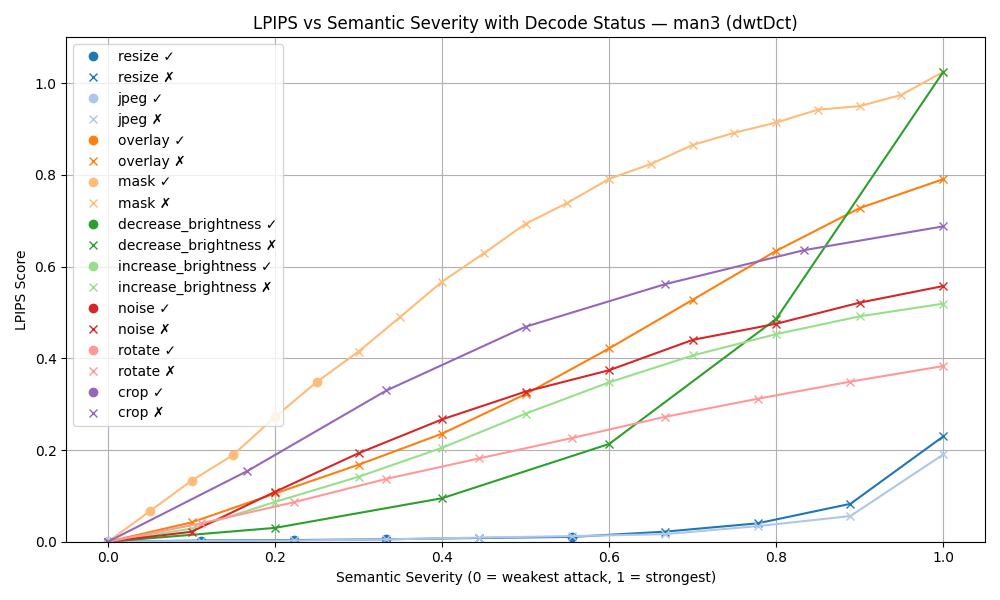 LPIPS vs Semantic Severity with Decode Status — man3 (dwtDct)
resize ✓
resize ✗
jpeg ✓
jpeg ✗
overlay ✓
overlay ✗
mask ✓
mask ✗
decrease_brightness ✓
decrease_brightness ✗
increase_brightness ✓
increase_brightness ✗
noise ✓
noise ✗
rotate ✓
rotate ✗
crop ✓
crop ✗
LPIPS Score
1.0
0.8
0.6
0.4
0.2
0.0
0.0 0.2 0.4 0.6 0.8 1.0
Semantic Severity (0 = weakest attack, 1 = strongest)